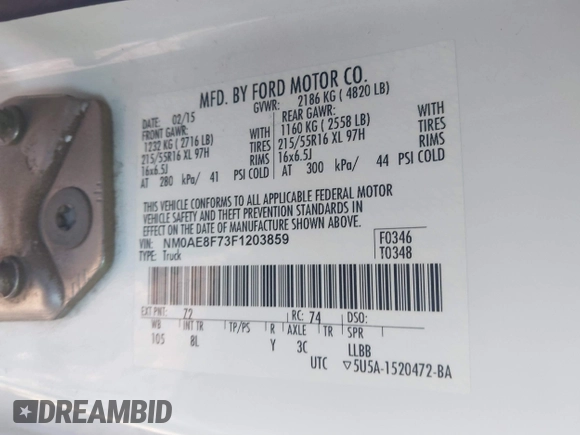 MFD. BY FORD MOTOR CO.
DATE: 02/15 GVWR: 2186 KG ( 4820 LB)
FRONT GAWR: REAR GAWR:
1232 KG ( 2716 LB) WITH 1160 KG ( 2558 LB) WITH
215/55R16 XL 97H TIRES 215/55R16 XL 97H TIRES
16x6.5J RIMS 16x6.5J RIMS
AT 280 kPa/ 41 PSI COLD AT 300 kPa/ 44 PSI COLD
THIS VEHICLE CONFORMS TO ALL APPLICABLE FEDERAL MOTOR
VEHICLE SAFETY AND THEFT PREVENTION STANDARDS IN
EFFECT ON THE DATE OF MANUFACTURE SHOWN ABOVE.
VIN: NM0AE8F73F1203859 F0346
TYPE: Truck T0348
EXT PNT: 72 RC: 74 DSO:
WB INT TR TP/PS R AXLE TR SPR
105 8L Y 3C LLBB
UTC ▽5U5A-1520472-BA
DREAMBID